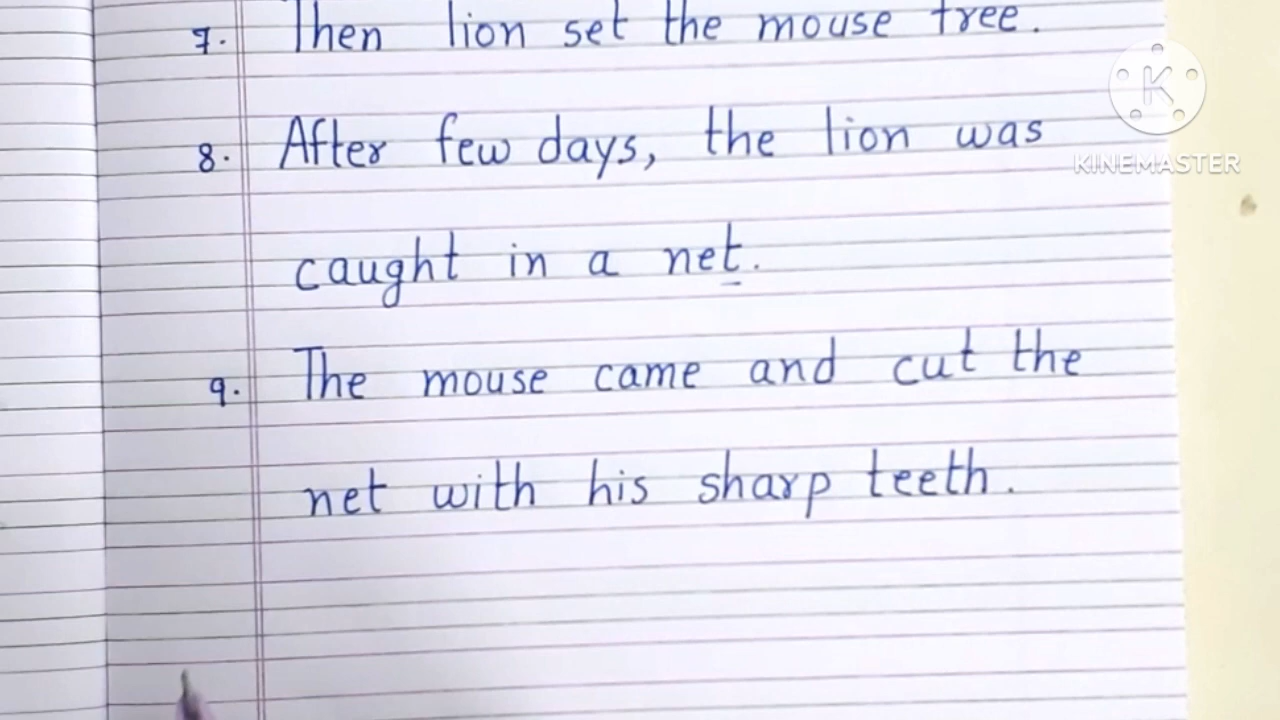 7. Then lion set the mouse free.
K
KINEMASTER
8. After few days, the lion was
caught in a net.
9. The mouse came and cut the
net with his sharp teeth.